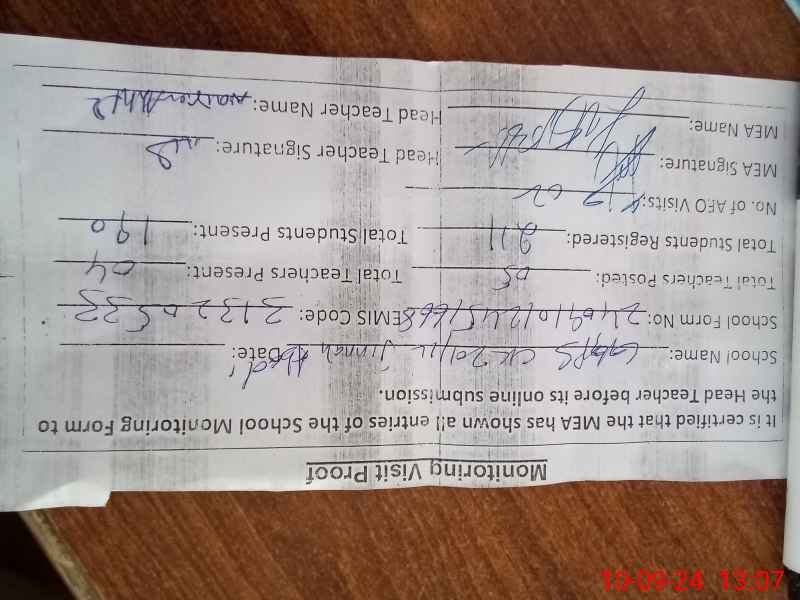 Monitoring Visit Proof
It is certified that the MEA has shown all entries of the School Monitoring Form to
the Head Teacher before its online submission.
School Name: Jinnah Date:
School Form No: EMIS Code: 31320533
Total Teachers Posted: 05 Total Teachers Present: 04
Total Students Registered: 211 Total Students Present: 190
No. of AEO Visits: 02
MEA Signature: Head Teacher Signature:
MEA Name: Head Teacher Name:
10-09-24 13:07